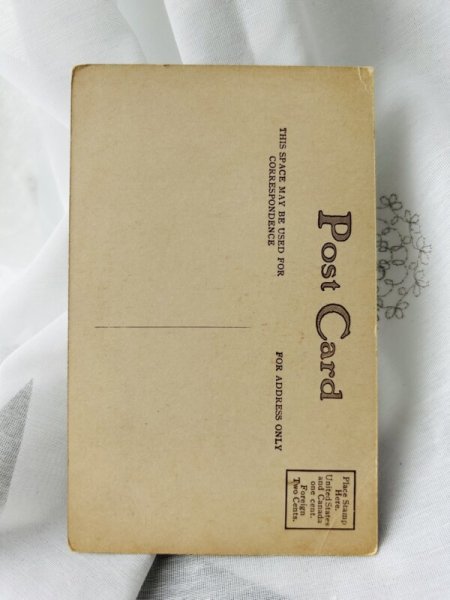 Post Card
THIS SPACE MAY BE USED FOR
CORRESPONDENCE
FOR ADDRESS ONLY
Place Stamp
Here.
United States
and Canada
one cent.
Foreign
Two Cents.